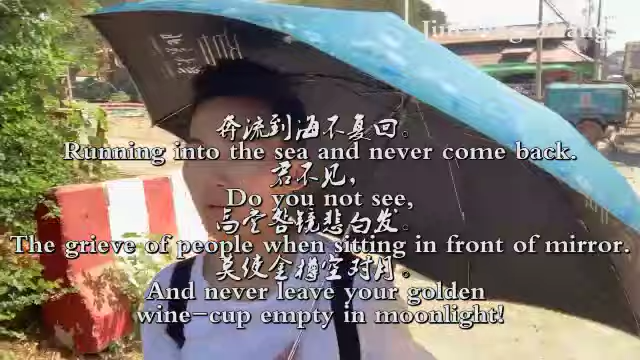 奔流到海不复回。
Running into the sea and never come back.
君不见，
Do you not see,
高堂明镜悲白发。
The grieve of people when sitting in front of mirror.
莫使金樽空对月。
And never leave your golden
wine-cup empty in moonlight!